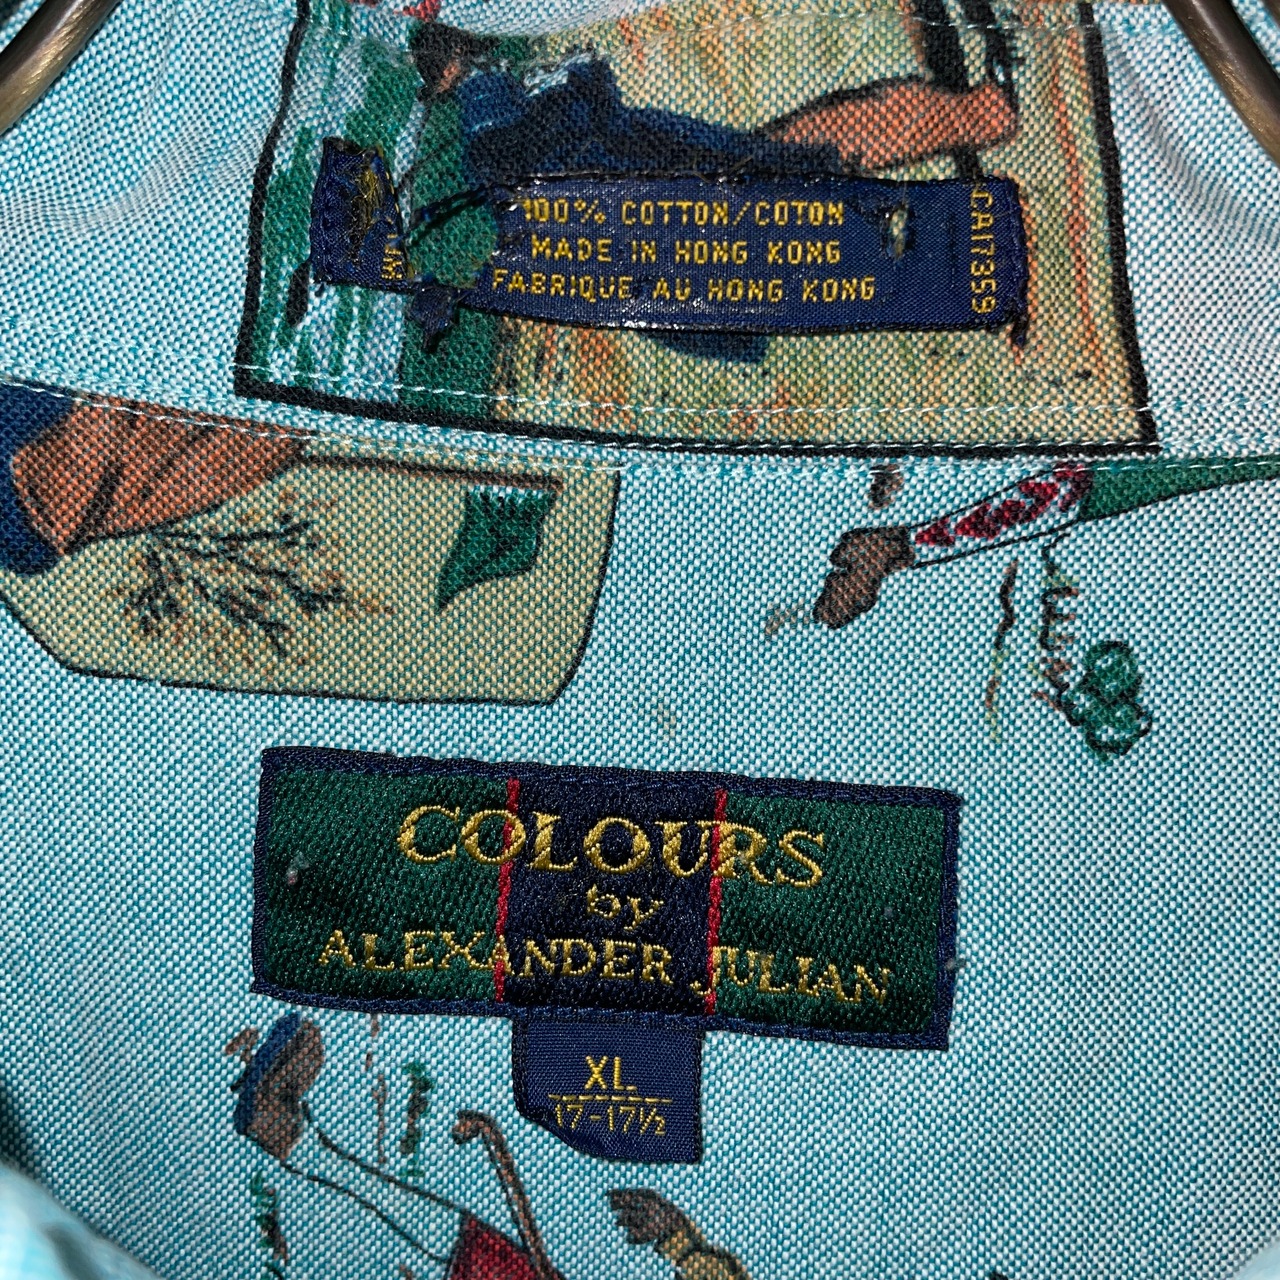 100% COTTON/COTON
MADE IN HONG KONG
FABRIQUE AU HONG KONG
CA17359
COLOURS
by
ALEXANDER JULIAN
XL
17-17½